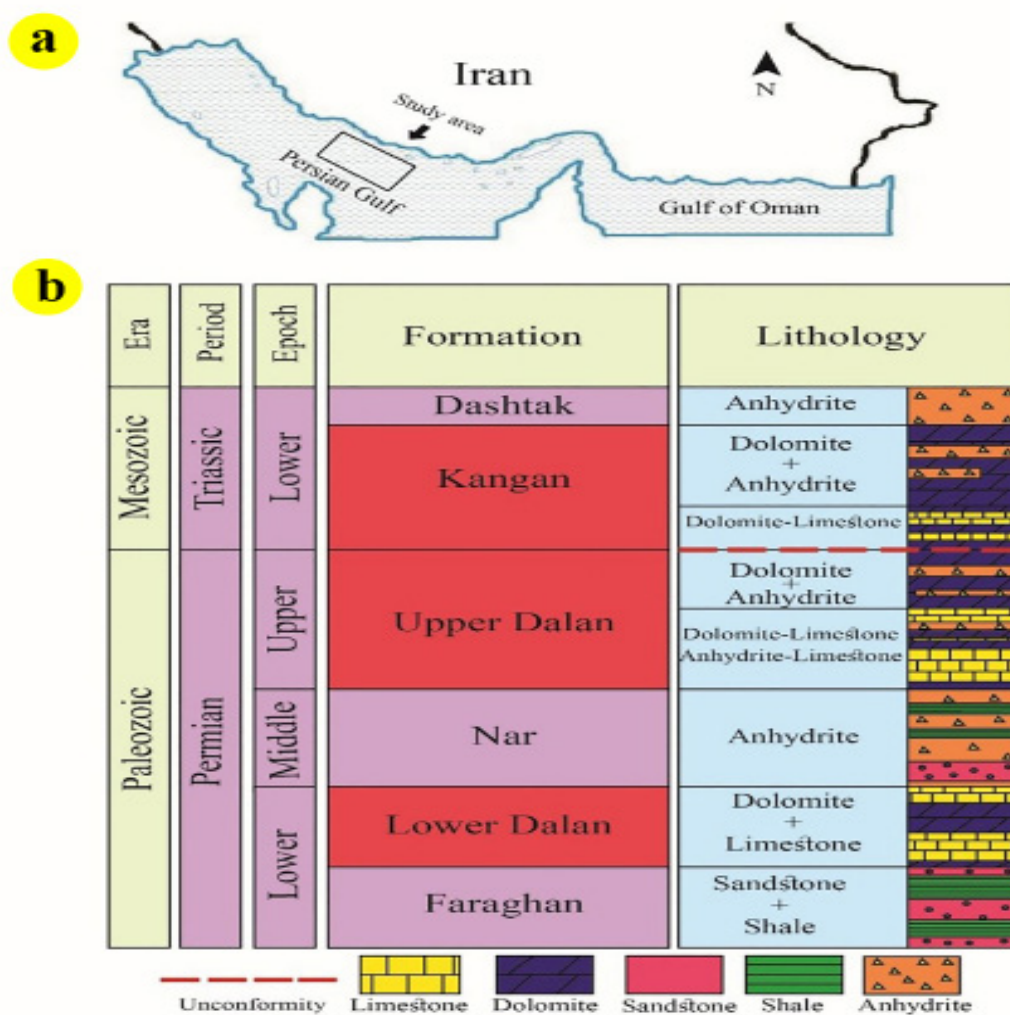 a
Iran
N
Study area
Persian Gulf
Gulf of Oman
b
Era
Period
Epoch
Formation
Lithology
Mesozoic
Triassic
Lower
Dashtak
Anhydrite
Kangan
Dolomite
+
Anhydrite
Dolomite-Limestone
Paleozoic
Permian
Upper
Upper Dalan
Dolomite
+
Anhydrite
Dolomite-Limestone
Anhydrite-Limestone
Middle
Nar
Anhydrite
Lower
Lower Dalan
Dolomite
+
Limestone
Faraghan
Sandstone
+
Shale
Unconformity
Limestone
Dolomite
Sandstone
Shale
Anhydrite